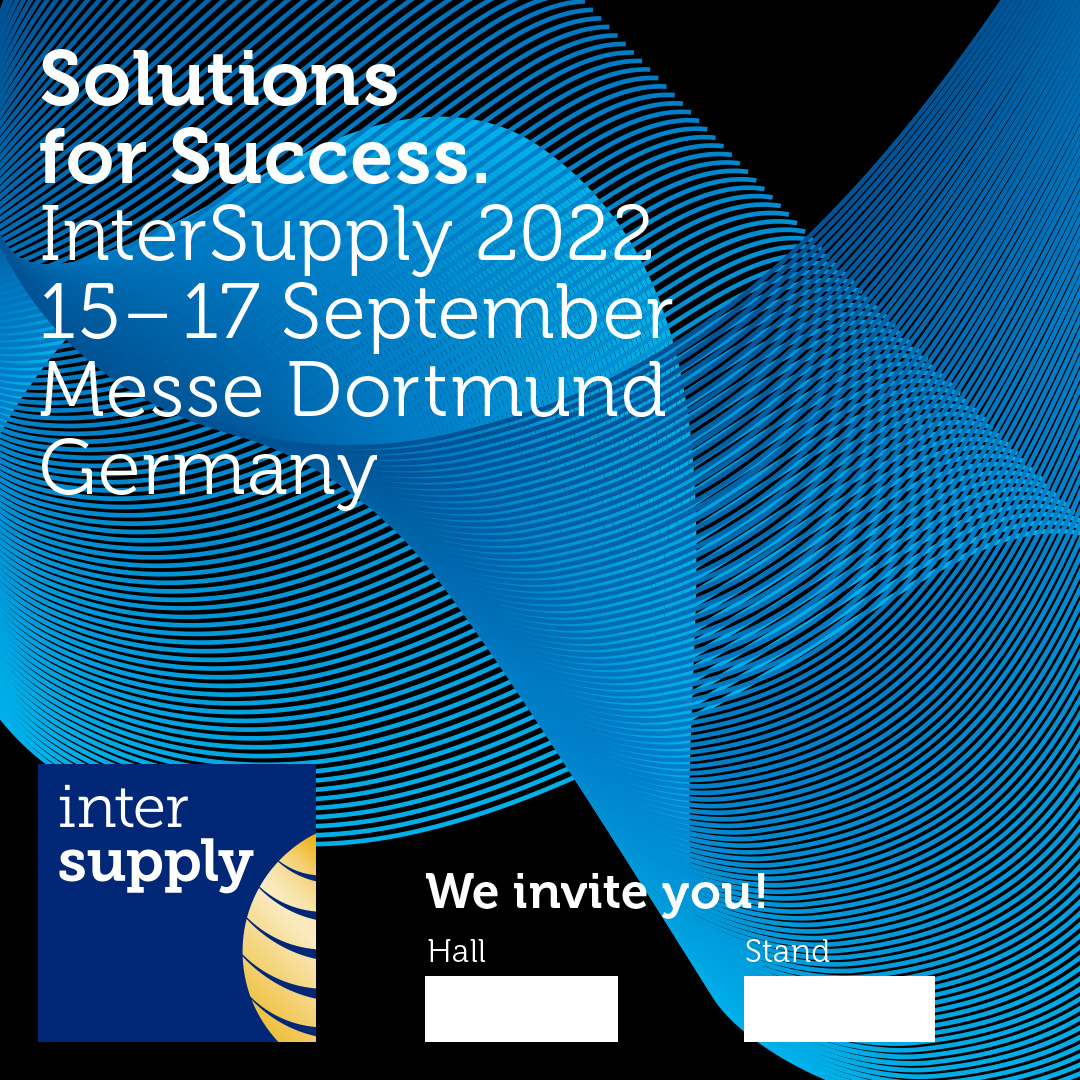 Solutions
for Success.
InterSupply 2022
15 – 17 September
Messe Dortmund
Germany
inter
supply
We invite you!
Hall
Stand